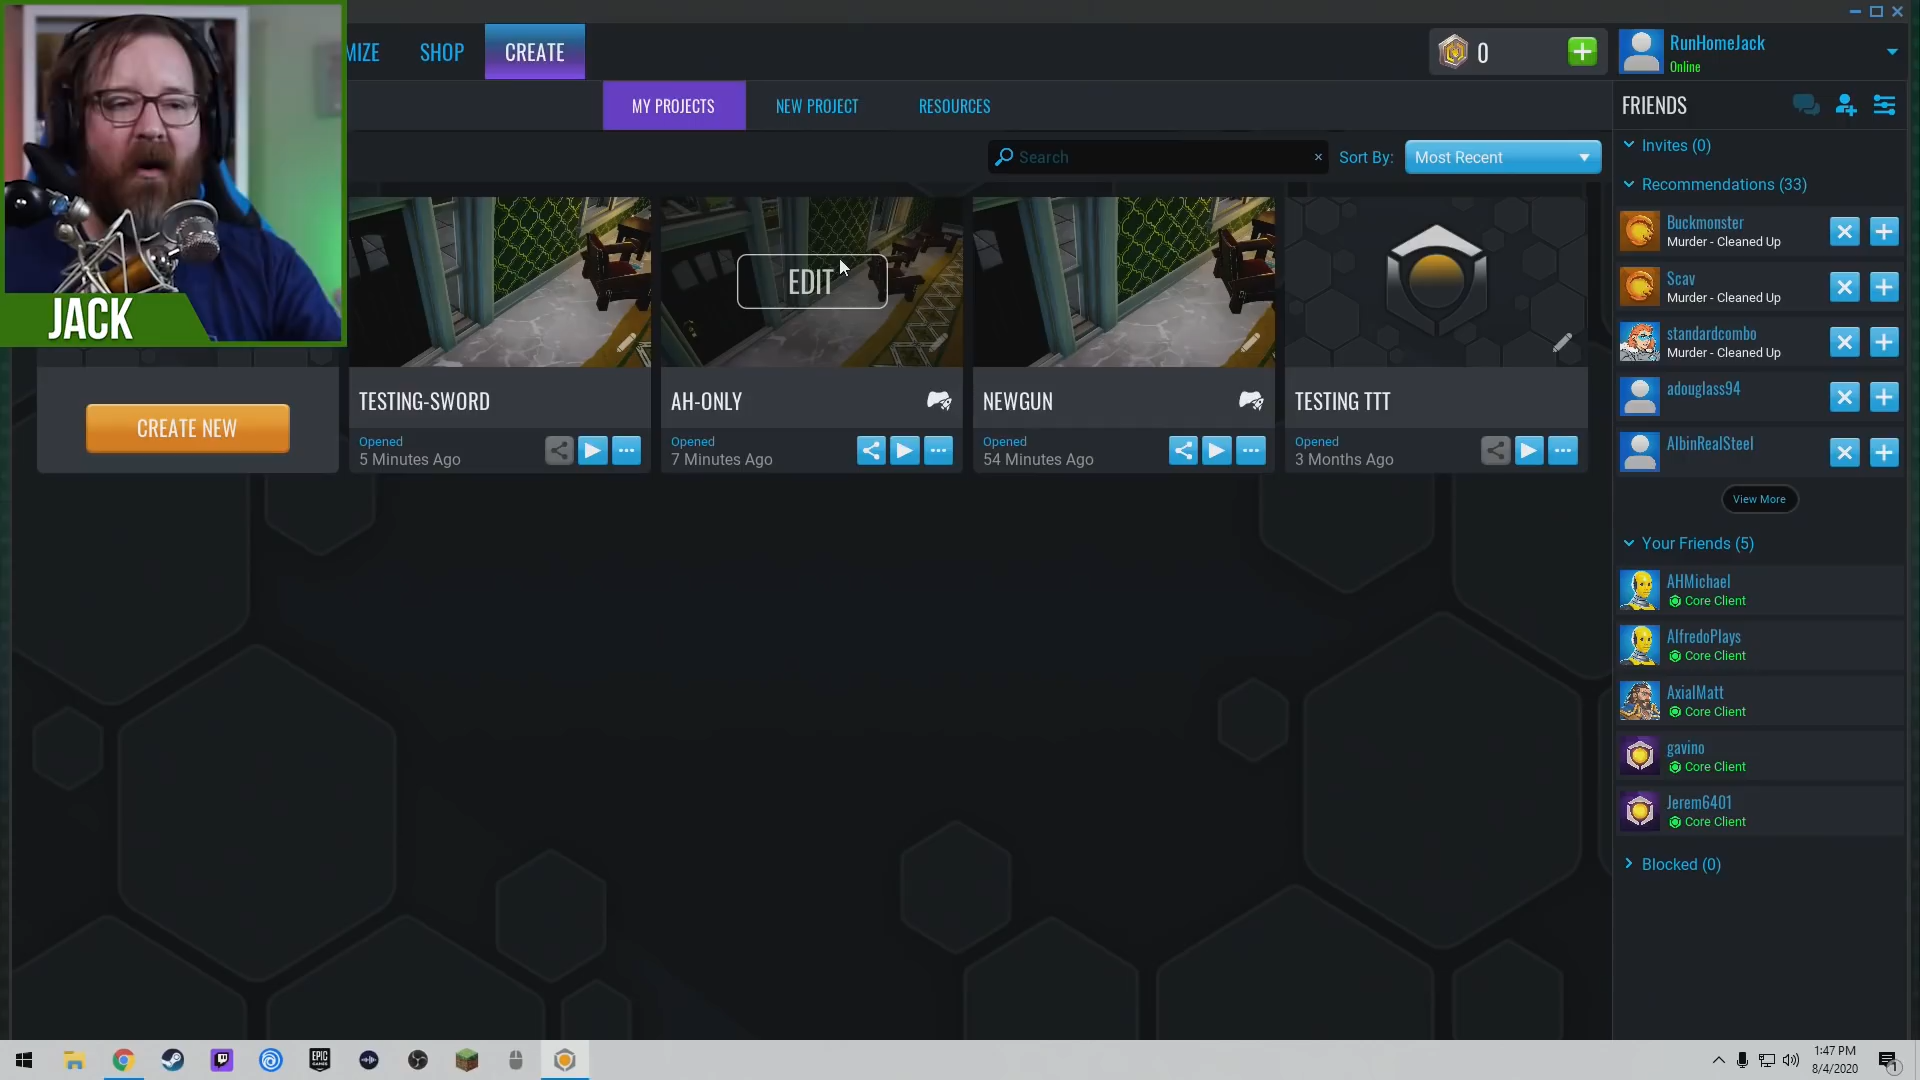 MIZE
SHOP
CREATE
0
RunHomeJack
Online
MY PROJECTS
NEW PROJECT
RESOURCES
FRIENDS
Search
×
Sort By:
Most Recent
Invites (0)
Recommendations (33)
Buckmonster
Murder - Cleaned Up
Scav
Murder - Cleaned Up
standardcombo
Murder - Cleaned Up
adouglass94
AlbinRealSteel
View More
Your Friends (5)
AHMichael
Core Client
AlfredoPlays
Core Client
AxialMatt
Core Client
gavino
Core Client
Jerem6401
Core Client
Blocked (0)
JACK
EDIT
CREATE NEW
TESTING-SWORD
Opened
5 Minutes Ago
AH-ONLY
Opened
7 Minutes Ago
NEWGUN
Opened
54 Minutes Ago
TESTING TTT
Opened
3 Months Ago
EPIC
GAMES
1:47 PM
8/4/2020
1